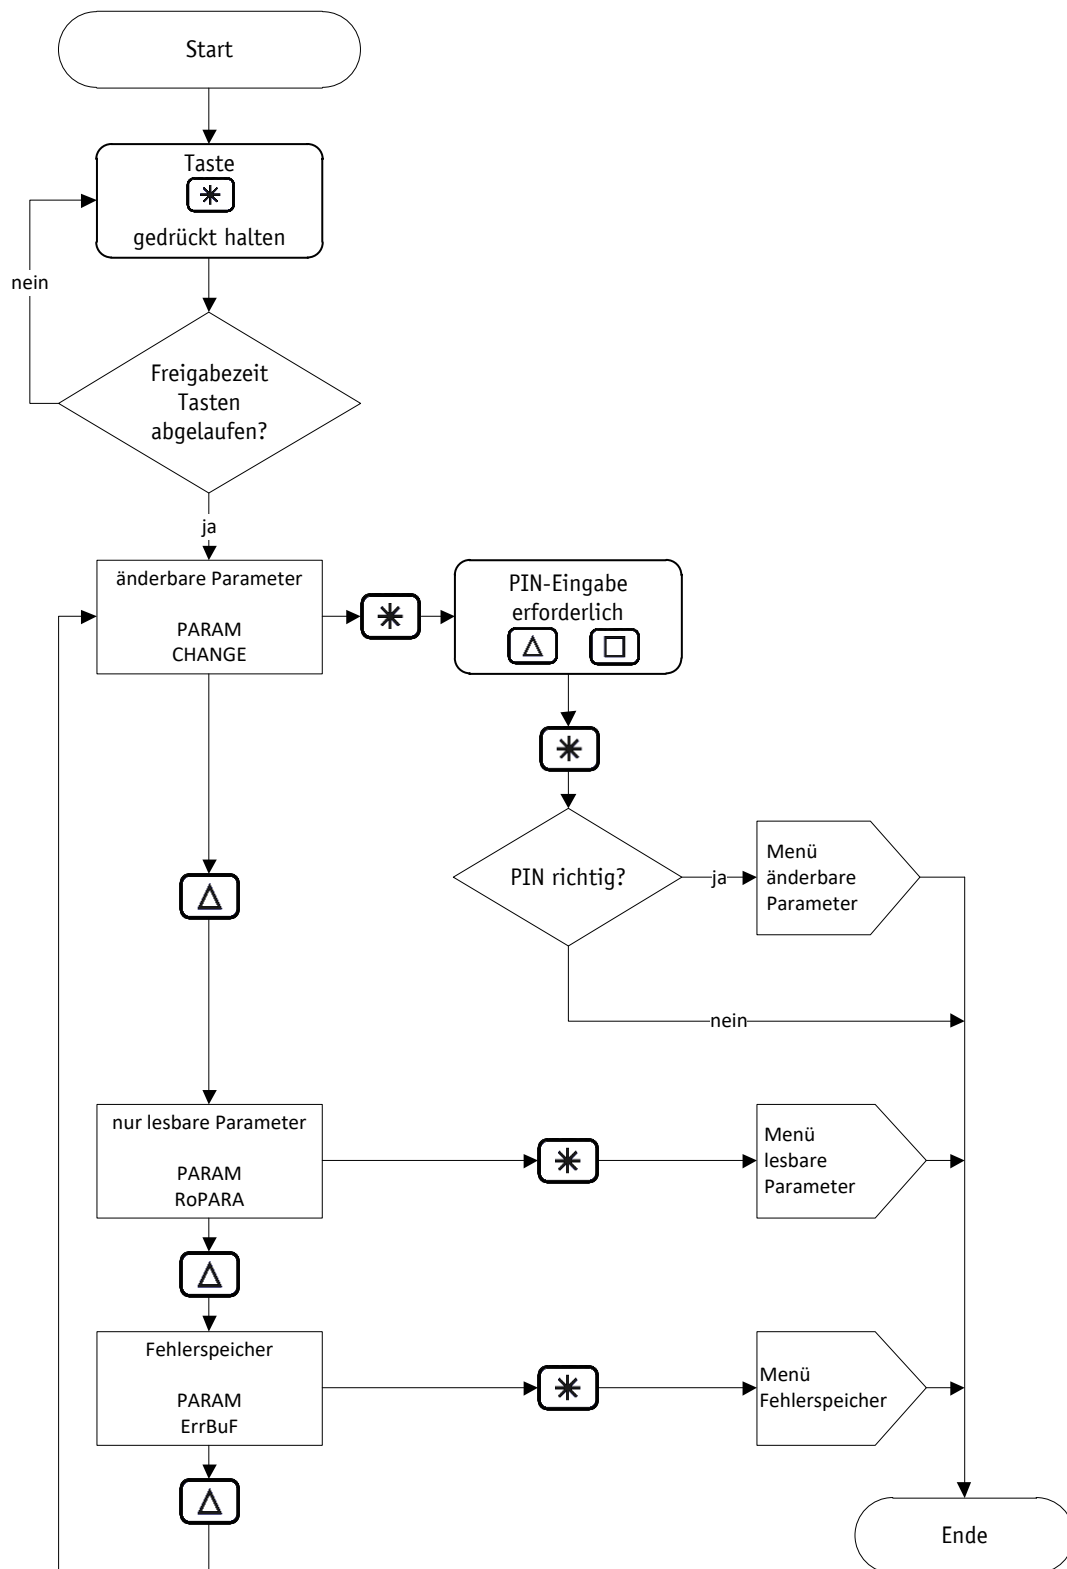 Start
Taste
gedrückt halten
nein
Freigabezeit
Tasten
abgelaufen?
ja
änderbare Parameter
PARAM
CHANGE
PIN-Eingabe
erforderlich
PIN richtig?
ja
Menü
änderbare
Parameter
nein
nur lesbare Parameter
PARAM
RoPARA
Menü
lesbare
Parameter
Fehlerspeicher
PARAM
ErrBuF
Menü
Fehlerspeicher
Ende